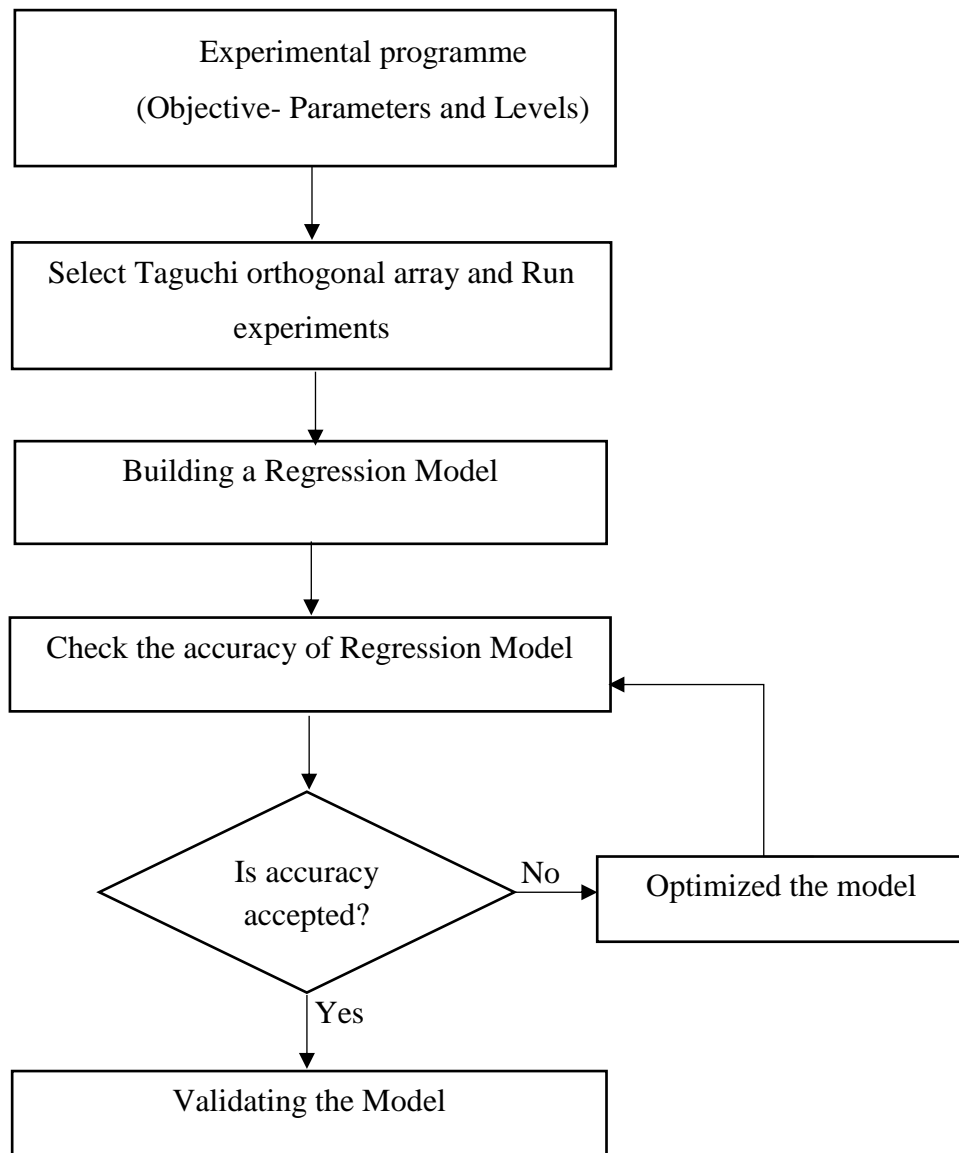 Experimental programme
(Objective- Parameters and Levels)
Select Taguchi orthogonal array and Run
experiments
Building a Regression Model
Check the accuracy of Regression Model
Is accuracy
accepted?
No
Optimized the model
Yes
Validating the Model